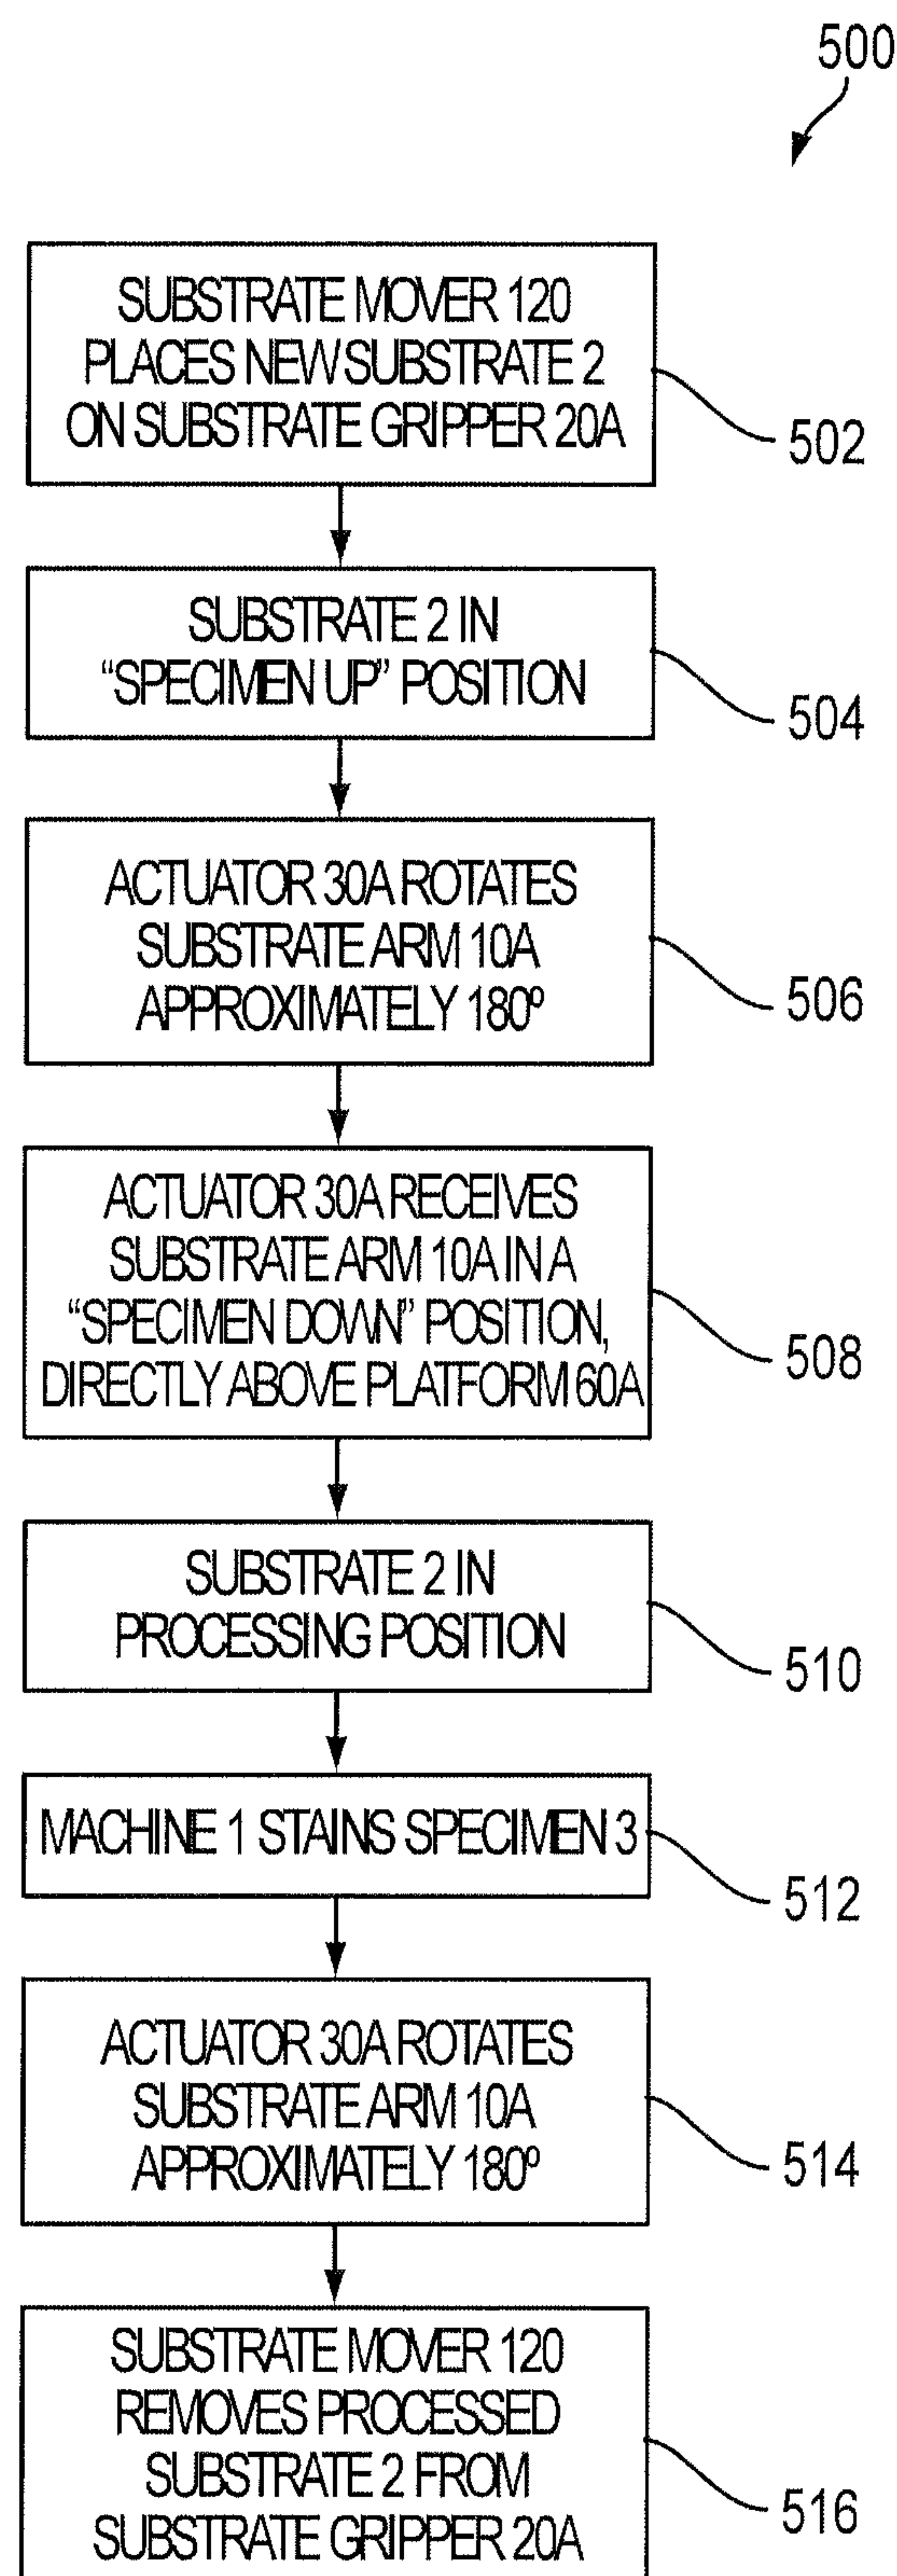 500
SUBSTRATE MOVER 120
PLACES NEW SUBSTRATE 2
ON SUBSTRATE GRIPPER 20A
502
SUBSTRATE 2 IN
“SPECIMEN UP” POSITION
504
ACTUATOR 30A ROTATES
SUBSTRATE ARM 10A
APPROXIMATELY 180º
506
ACTUATOR 30A RECEIVES
SUBSTRATE ARM 10A IN A
“SPECIMEN DOWN” POSITION,
DIRECTLY ABOVE PLATFORM 60A
508
SUBSTRATE 2 IN
PROCESSING POSITION
510
MACHINE 1 STAINS SPECIMEN 3
512
ACTUATOR 30A ROTATES
SUBSTRATE ARM 10A
APPROXIMATELY 180º
514
SUBSTRATE MOVER 120
REMOVES PROCESSED
SUBSTRATE 2 FROM
SUBSTRATE GRIPPER 20A
516